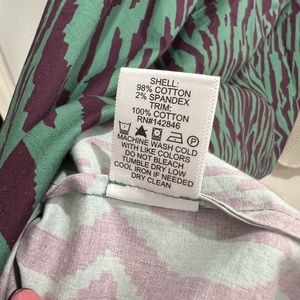 SHELL:
98% COTTON
2% SPANDEX
TRIM:
100% COTTON
RN#142846
MACHINE WASH COLD
WITH LIKE COLORS
DO NOT BLEACH
TUMBLE DRY LOW
COOL IRON IF NEEDED
DRY CLEAN